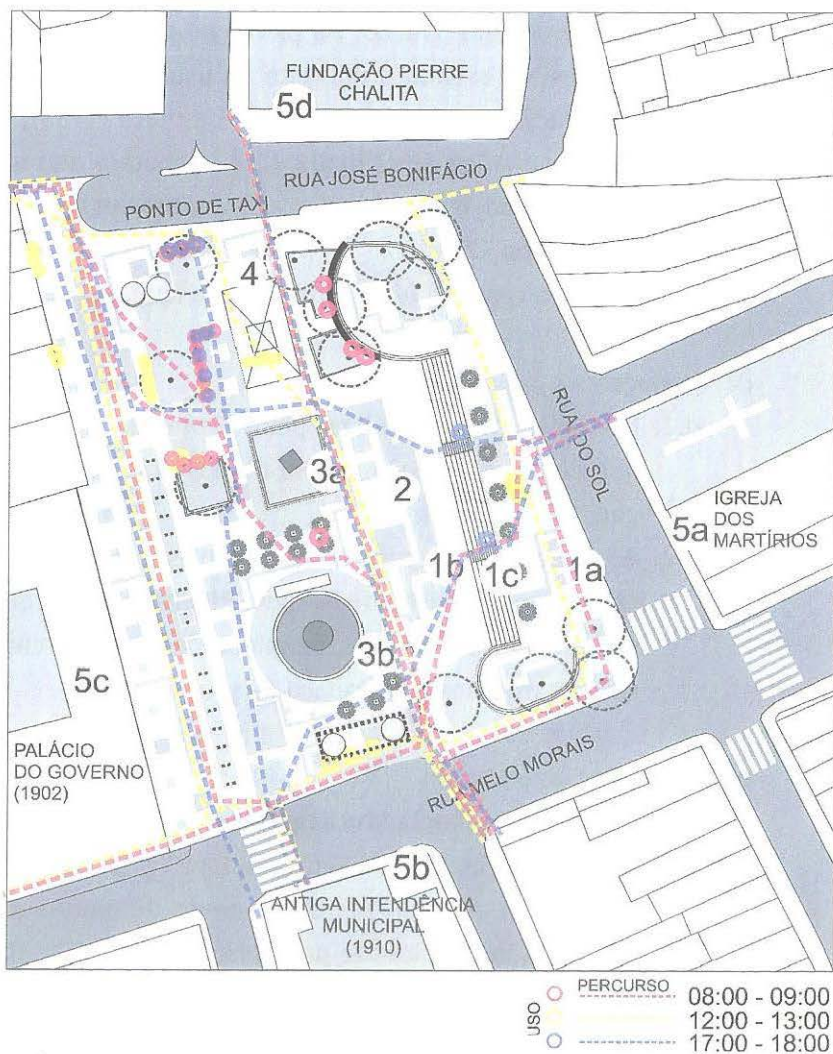 FUNDAÇÃO PIERRE
CHALITA
5d
RUA JOSÉ BONIFÁCIO
PONTO DE TAXI
4
RUA DO SOL
3a
2
IGREJA
DOS
MARTÍRIOS
5a
1b
1c
1a
3b
5c
PALÁCIO
DO GOVERNO
(1902)
RUA MELO MORAIS
5b
ANTIGA INTENDÊNCIA
MUNICIPAL
(1910)
USO
PERCURSO
08:00 - 09:00
12:00 - 13:00
17:00 - 18:00